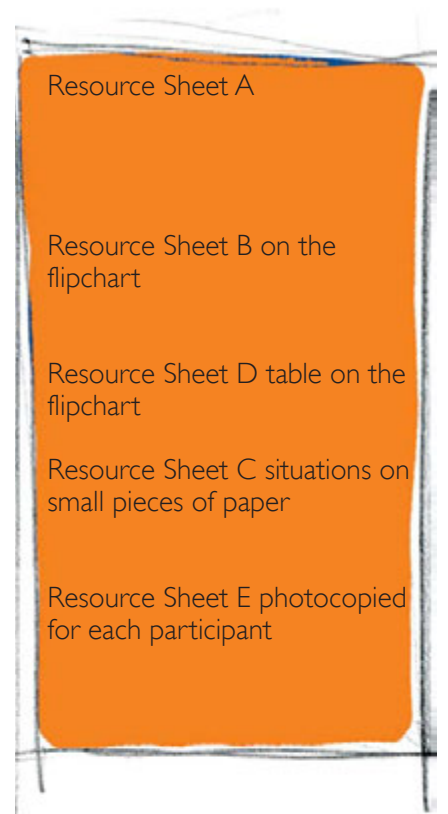 Resource Sheet A
Resource Sheet B on the
flipchart
Resource Sheet D table on the
flipchart
Resource Sheet C situations on
small pieces of paper
Resource Sheet E photocopied
for each participant